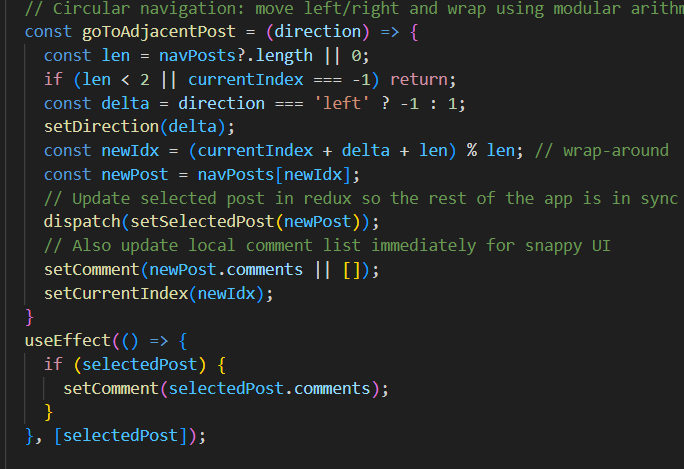 // Circular navigation: move left/right and wrap using modular arithm
const goToAdjacentPost = (direction) => {
const len = navPosts?.length || 0;
if (len < 2 || currentIndex === -1) return;
const delta = direction === 'left' ? -1 : 1;
setDirection(delta);
const newIdx = (currentIndex + delta + len) % len; // wrap-around
const newPost = navPosts[newIdx];
// Update selected post in redux so the rest of the app is in sync
dispatch(setSelectedPost(newPost));
// Also update local comment list immediately for snappy UI
setComment(newPost.comments || []);
setCurrentIndex(newIdx);
}
useEffect(() => {
if (selectedPost) {
setComment(selectedPost.comments);
}
}, [selectedPost]);